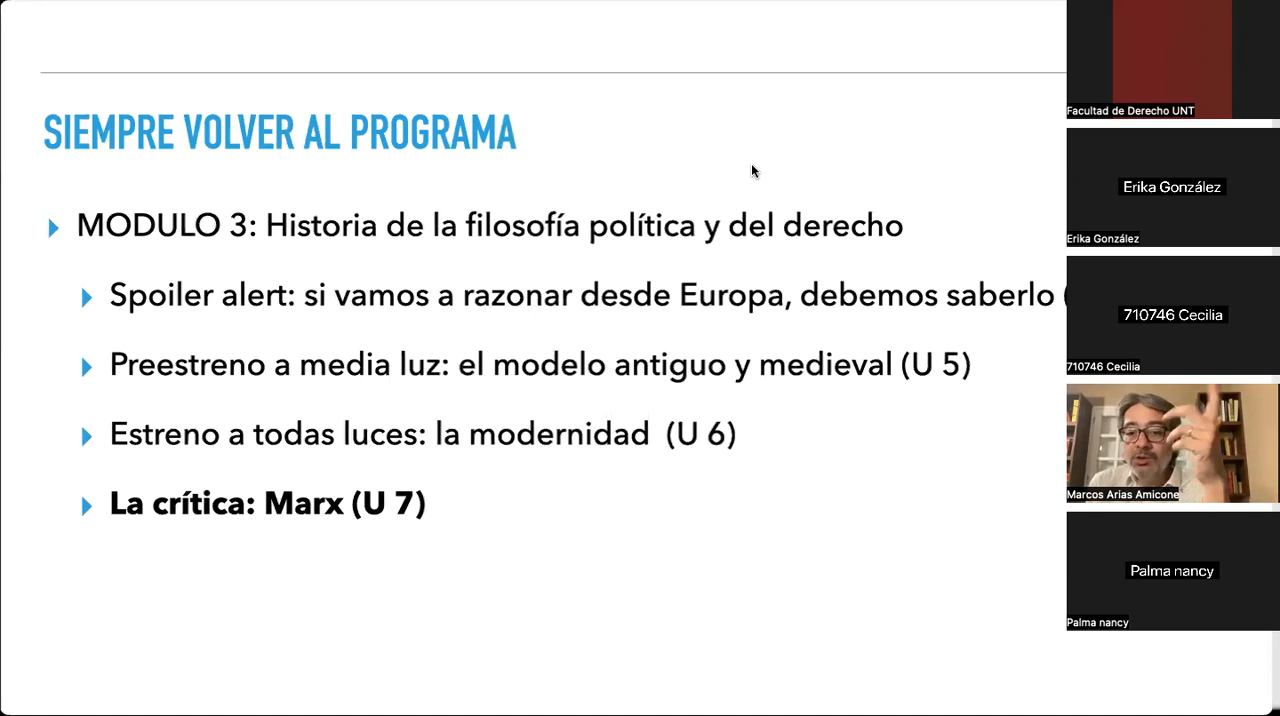 SIEMPRE VOLVER AL PROGRAMA
MODULO 3: Historia de la filosofía política y del derecho
Spoiler alert: si vamos a razonar desde Europa, debemos saberlo (
Preestreno a media luz: el modelo antiguo y medieval (U 5)
Estreno a todas luces: la modernidad (U 6)
La crítica: Marx (U 7)
Facultad de Derecho UNT
Erika González
Erika González
710746 Cecilia
710746 Cecilia
Marcos Arias Amicone
Palma nancy
Palma nancy